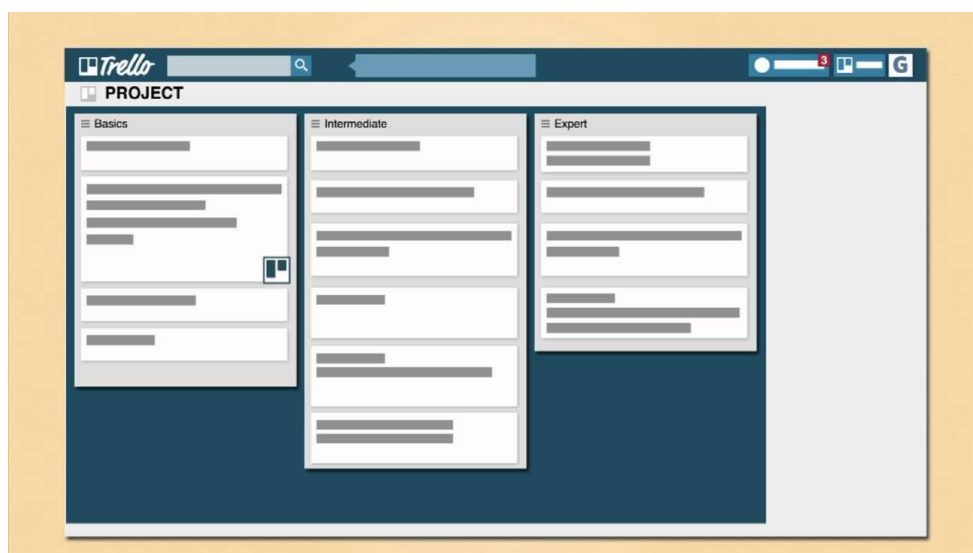 Trello
3
G
PROJECT
Basics
Intermediate
Expert